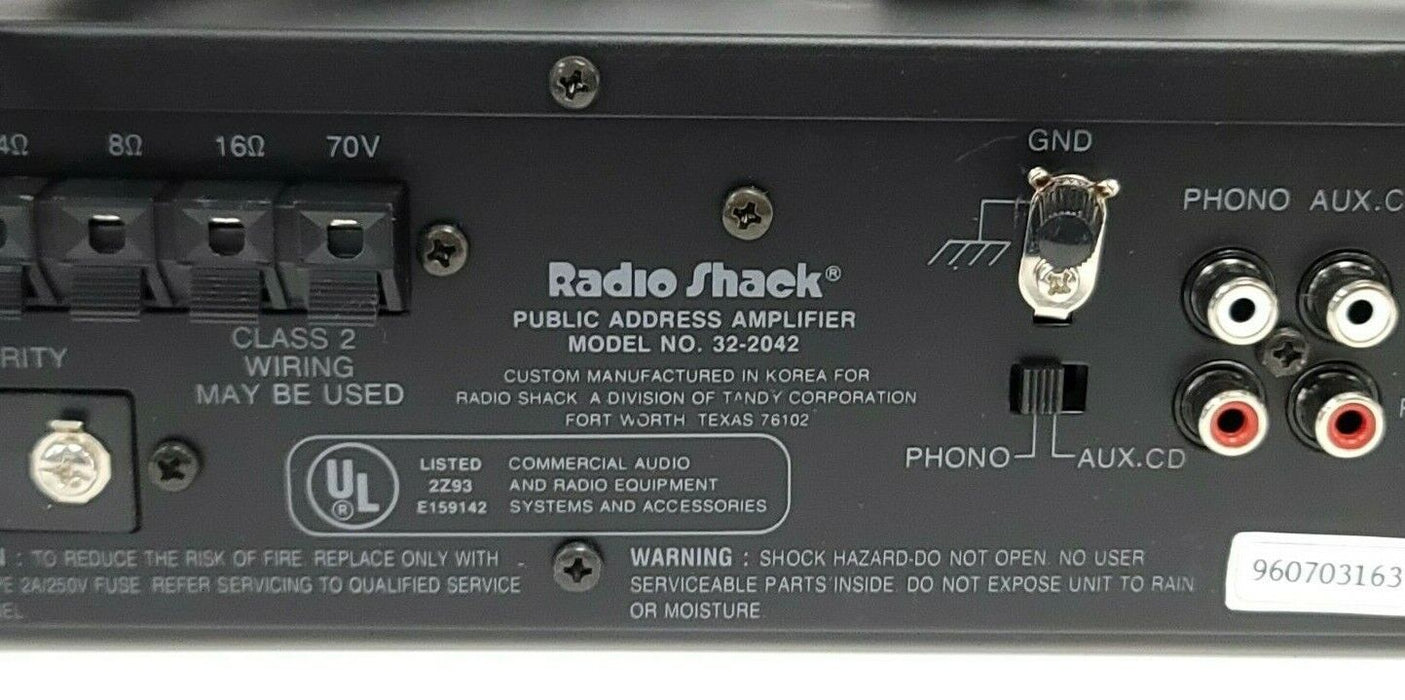 4Ω 8Ω 16Ω 70V
GND
PHONO AUX.C
Radio Shack®
PUBLIC ADDRESS AMPLIFIER
MODEL NO. 32-2042
CLASS 2
WIRING
MAY BE USED
RITY
CUSTOM MANUFACTURED IN KOREA FOR
RADIO SHACK A DIVISION OF TANDY CORPORATION
FORT WORTH TEXAS 76102
PHONO AUX.CD
UL ®
LISTED
2Z93
E159142
COMMERCIAL AUDIO
AND RADIO EQUIPMENT
SYSTEMS AND ACCESSORIES
N : TO REDUCE THE RISK OF FIRE REPLACE ONLY WITH
PE 2A/250V FUSE REFER SERVICING TO QUALIFIED SERVICE
NEL
WARNING : SHOCK HAZARD-DO NOT OPEN. NO USER
SERVICEABLE PARTS INSIDE. DO NOT EXPOSE UNIT TO RAIN
OR MOISTURE.
960703163